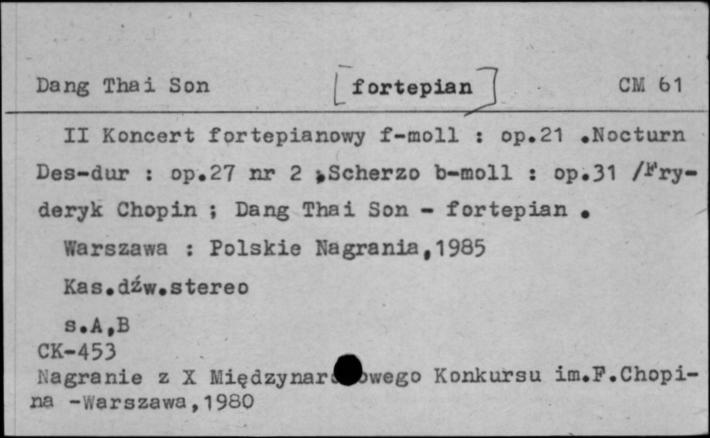 Dang Thai Son [fortepian] CM 61
II Koncert fortepianowy f-moll : op.21 .Nocturn
Des-dur : op.27 nr 2 ;Scherzo b-moll : op.31 /Fry-
deryk Chopin ; Dang Thai Son - fortepian .
Warszawa : Polskie Nagrania,1985
Kas.dźw.stereo
s.A,B
CK-453
Nagranie z X Konkursu im.F.Chopi-
na -Warszawa,1980